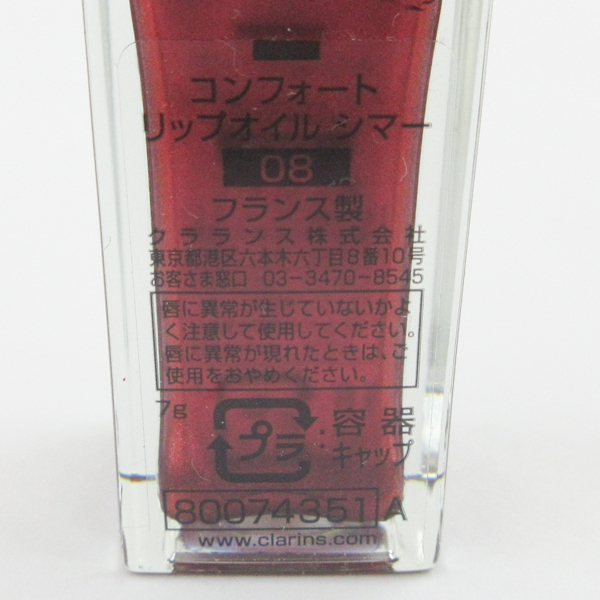 コンフォート
リップオイル シマー
08
フランス製
クラランス株式会社
東京都港区六本木六丁目8番10号
お客さま窓口 03-3470-8545
唇に異常が生じていないかよ
く注意して使用してください。
唇に異常が現れたときは、ご
使用をおやめください。
7g
プラ :容器
キャップ
80074351 A
www.clarins.com